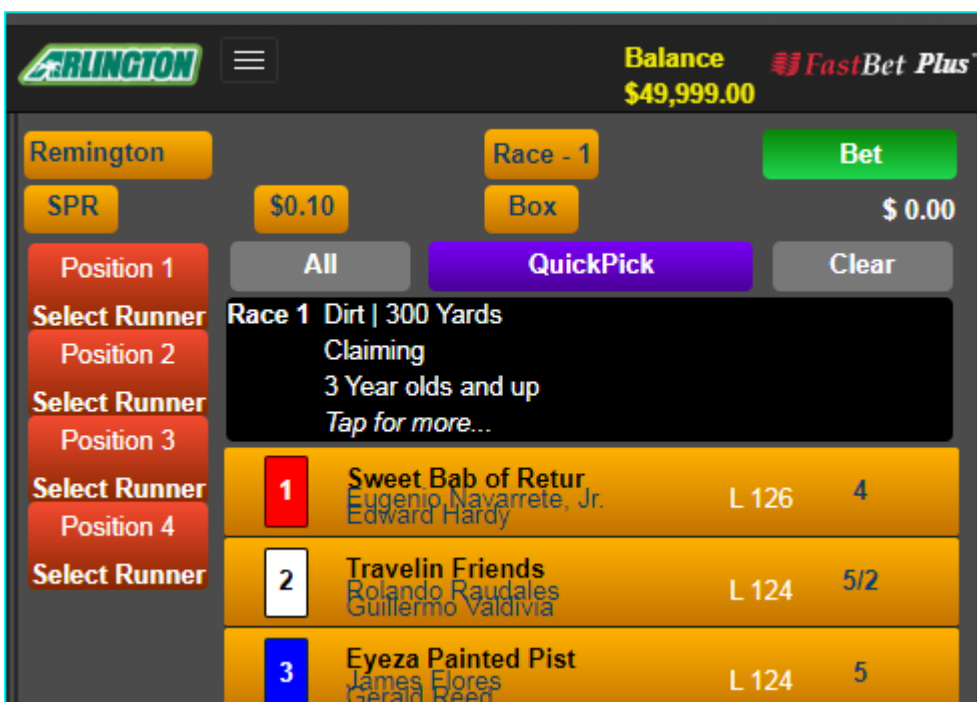 ARLINGTON
Balance
$49,999.00
FastBet Plus
Remington
Race - 1
Bet
SPR
$0.10
Box
$ 0.00
Position 1
Select Runner
Position 2
Select Runner
Position 3
Select Runner
Position 4
Select Runner
All
QuickPick
Clear
Race 1 Dirt | 300 Yards
Claiming
3 Year olds and up
Tap for more...
1 Sweet Bab of Retur L 126 4
Eugenio Navarrete, Jr.
Edward Hardy
2 Travelin Friends L 124 5/2
Rolando Raudales
Guillermo Valdivia
3 Eyeza Painted Pist L 124 5
James Flores
Gerald Reed